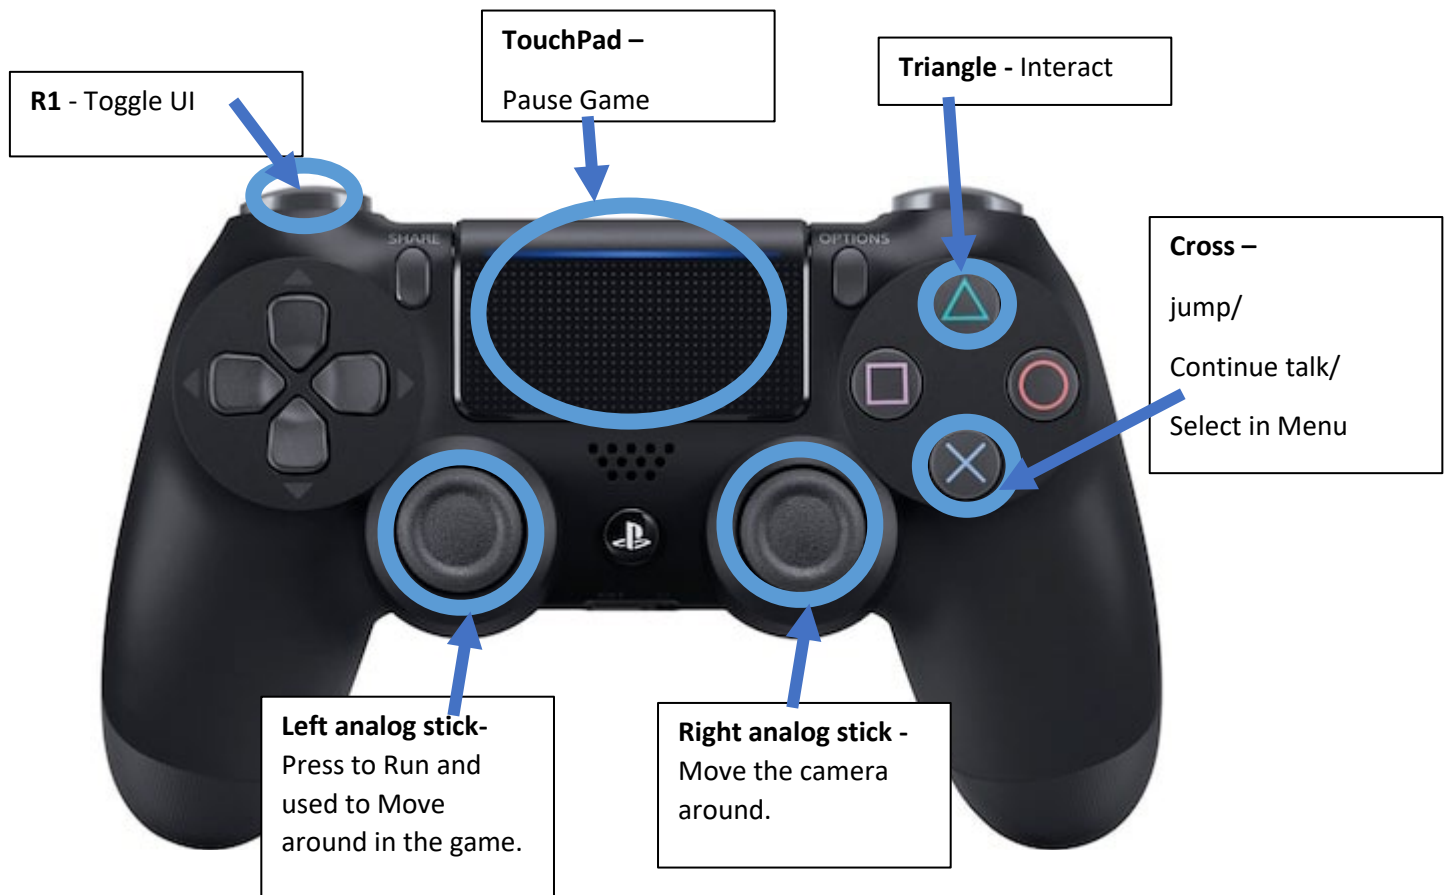 R1 - Toggle UI
TouchPad –
Pause Game
Triangle - Interact
SHARE
OPTIONS
Cross –
jump/
Continue talk/
Select in Menu
Left analog stick-
Press to Run and
used to Move
around in the game.
Right analog stick -
Move the camera
around.